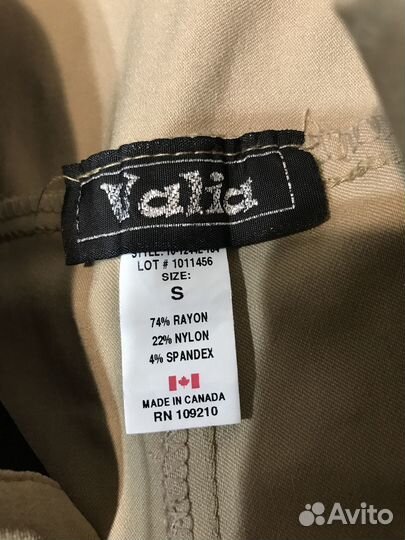 Valia
LOT # 1011456
SIZE:
S
74% RAYON
22% NYLON
4% SPANDEX
MADE IN CANADA
RN 109210
Avito